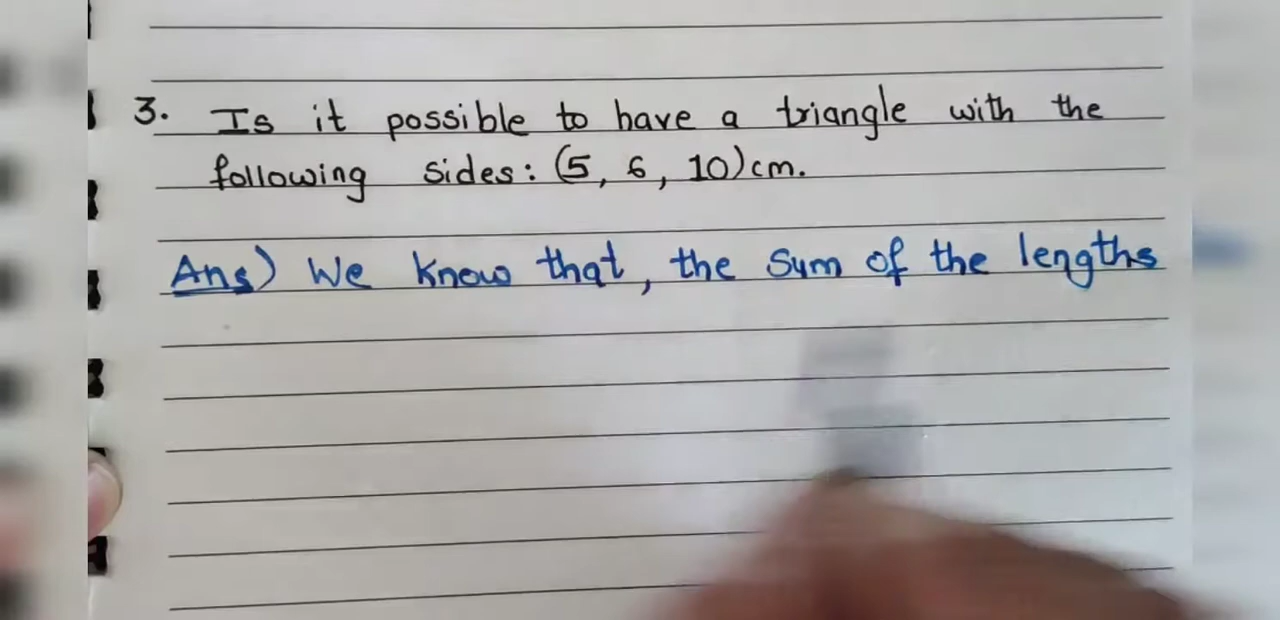 3. Is it possible to have a triangle with the
following sides: (5, 6, 10)cm.
Ans) We know that, the sum of the lengths